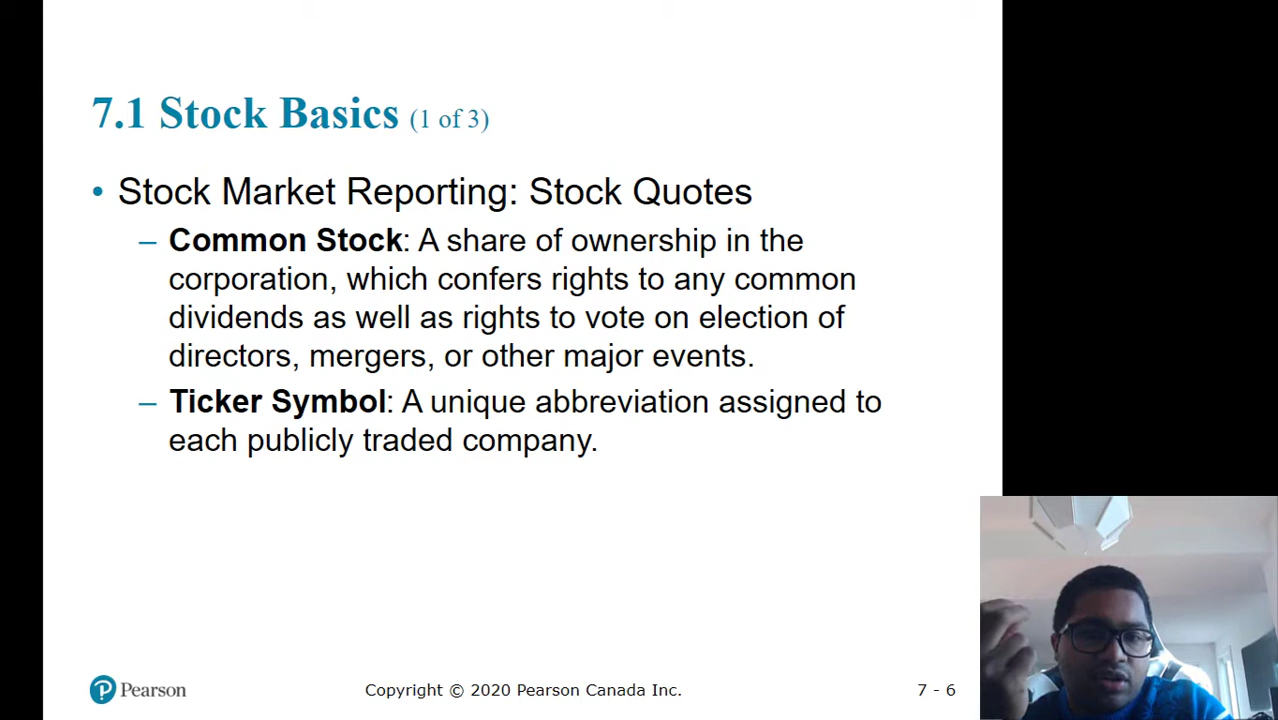 7.1 Stock Basics (1 of 3)
• Stock Market Reporting: Stock Quotes
– Common Stock: A share of ownership in the
corporation, which confers rights to any common
dividends as well as rights to vote on election of
directors, mergers, or other major events.
– Ticker Symbol: A unique abbreviation assigned to
each publicly traded company.
P Pearson
Copyright © 2020 Pearson Canada Inc.
7 - 6